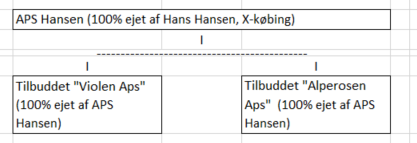 APS Hansen (100% ejet af Hans Hansen, X-købing)
Tilbuddet "Violen Aps"
(100% ejet af APS
Hansen)
Tilbuddet "Alperosen
Aps" (100% ejet af APS
Hansen)